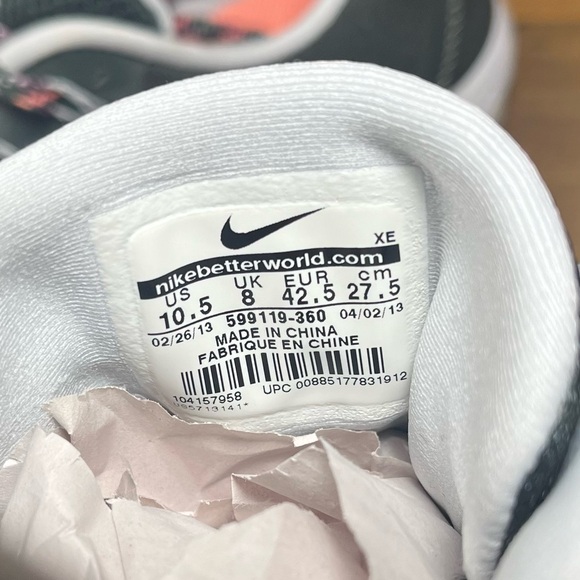 XE
nikebetterworld.com
US UK EUR cm
10.5 8 42.5 27.5
02/26/13 599119-360 04/02/13
MADE IN CHINA
FABRIQUE EN CHINE
104157958 UPC 00885177831912
US5713141*